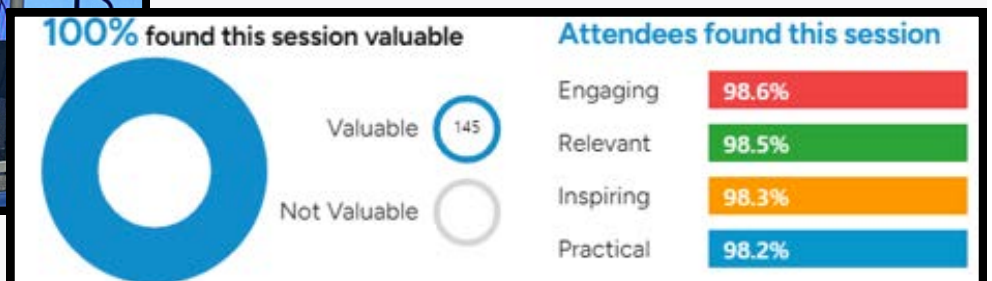 100% found this session valuable
Valuable 145
Not Valuable
Attendees found this session
Engaging 98.6%
Relevant 98.5%
Inspiring 98.3%
Practical 98.2%